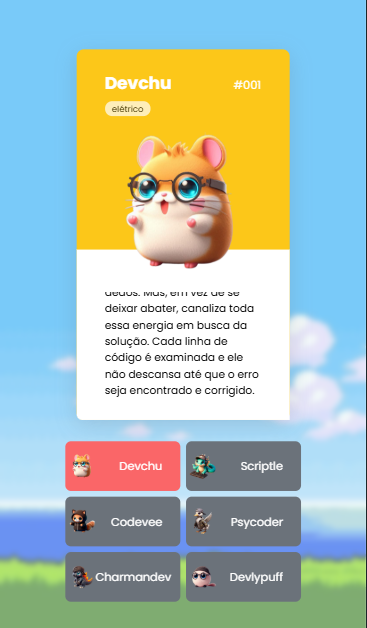 Devchu
#001
elétrico
dedos. Mas, em vez de se
deixar abater, canaliza toda
essa energia em busca da
solução. Cada linha de
código é examinada e ele
não descansa até que o erro
seja encontrado e corrigido.
Devchu
Scriptle
Codevee
Psycoder
Charmandev
Devlypuff